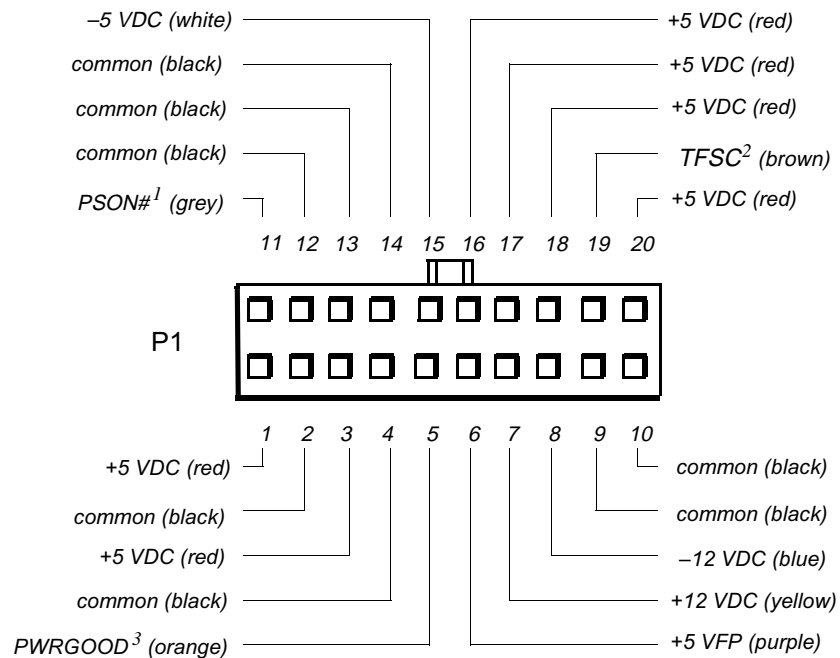 –5 VDC (white)
+5 VDC (red)
common (black)
+5 VDC (red)
common (black)
+5 VDC (red)
common (black)
TFSC2 (brown)
PSON#1 (grey)
+5 VDC (red)
11 12 13 14 15 16 17 18 19 20
P1
1 2 3 4 5 6 7 8 9 10
+5 VDC (red)
common (black)
common (black)
common (black)
+5 VDC (red)
–12 VDC (blue)
common (black)
+12 VDC (yellow)
PWRGOOD3 (orange)
+5 VFP (purple)